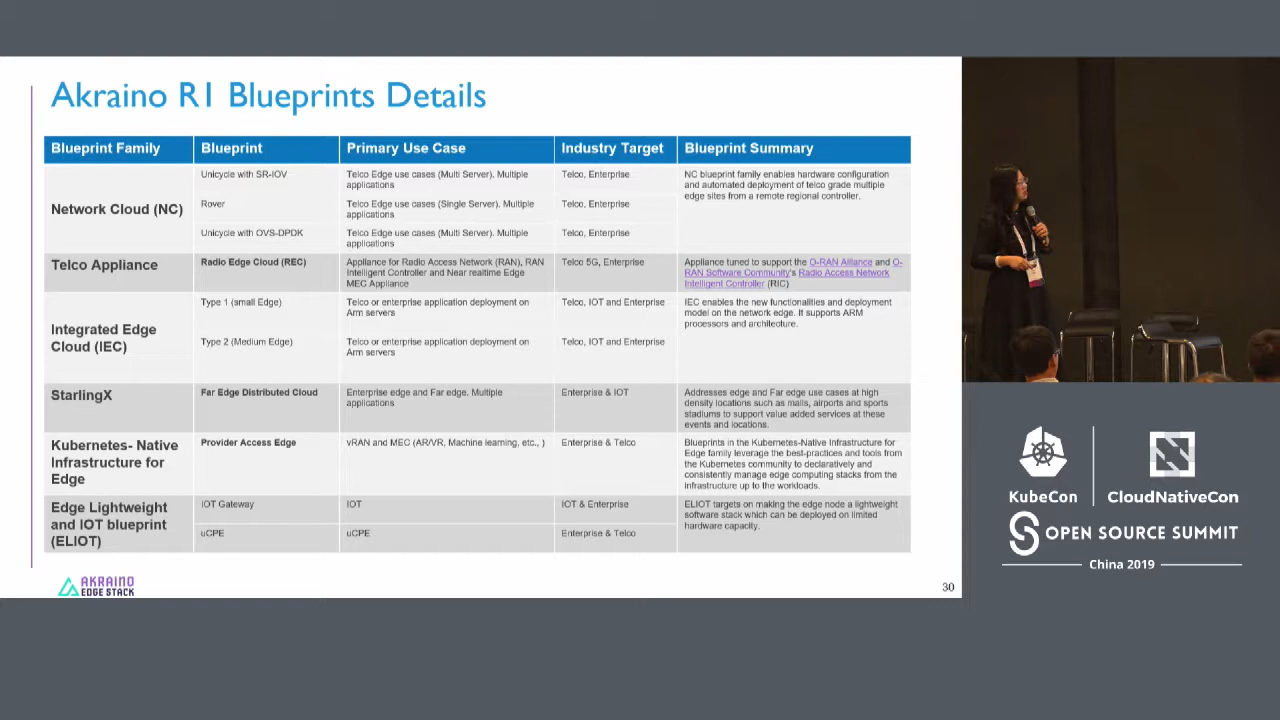 Akraino R1 Blueprints Details
Blueprint Family
Blueprint
Primary Use Case
Industry Target
Blueprint Summary
Network Cloud (NC)
Unicycle with SR-IOV
Telco Edge use cases (Multi Server). Multiple
applications
Telco, Enterprise
NC blueprint family enables hardware configuration
and automated deployment of telco grade multiple
edge sites from a remote regional controller.
Rover
Telco Edge use cases (Single Server). Multiple
applications
Telco, Enterprise
Unicycle with OVS-DPDK
Telco Edge use cases (Multi Server). Multiple
applications
Telco, Enterprise
Telco Appliance
Radio Edge Cloud (REC)
Appliance for Radio Access Network (RAN), RAN
Intelligent Controller and Near realtime Edge
MEC Appliance
Telco 5G, Enterprise
Appliance tuned to support the O-RAN Alliance and O-
RAN Software Community's Radio Access Network
Intelligent Controller (RIC)
Integrated Edge
Cloud (IEC)
Type 1 (small Edge)
Telco or enterprise application deployment on
Arm servers
Telco, IOT and Enterprise
IEC enables the new functionalities and deployment
model on the network edge. It supports ARM
processors and architecture.
Type 2 (Medium Edge)
Telco or enterprise application deployment on
Arm servers
Telco, IOT and Enterprise
StarlingX
Far Edge Distributed Cloud
Enterprise edge and Far edge. Multiple
applications
Enterprise & IOT
Addresses edge and Far edge use cases at high
density locations such as malls, airports and sports
stadiums to support value added services at these
events and locations.
Kubernetes- Native
Infrastructure for
Edge
Provider Access Edge
vRAN and MEC (AR/VR, Machine learning, etc., )
Enterprise & Telco
Blueprints in the Kubernetes-Native Infrastructure for
Edge family leverage the best-practices and tools from
the Kubernetes community to declaratively and
consistently manage edge computing stacks from the
infrastructure up to the workloads.
Edge Lightweight
and IOT blueprint
(ELIOT)
IOT Gateway
IOT
IOT & Enterprise
ELIOT targets on making the edge node a lightweight
software stack which can be deployed on limited
hardware capacity.
uCPE
uCPE
Enterprise & Telco
AKRAINO
EDGE STACK
30
KubeCon
CloudNativeCon
OPEN SOURCE SUMMIT
China 2019